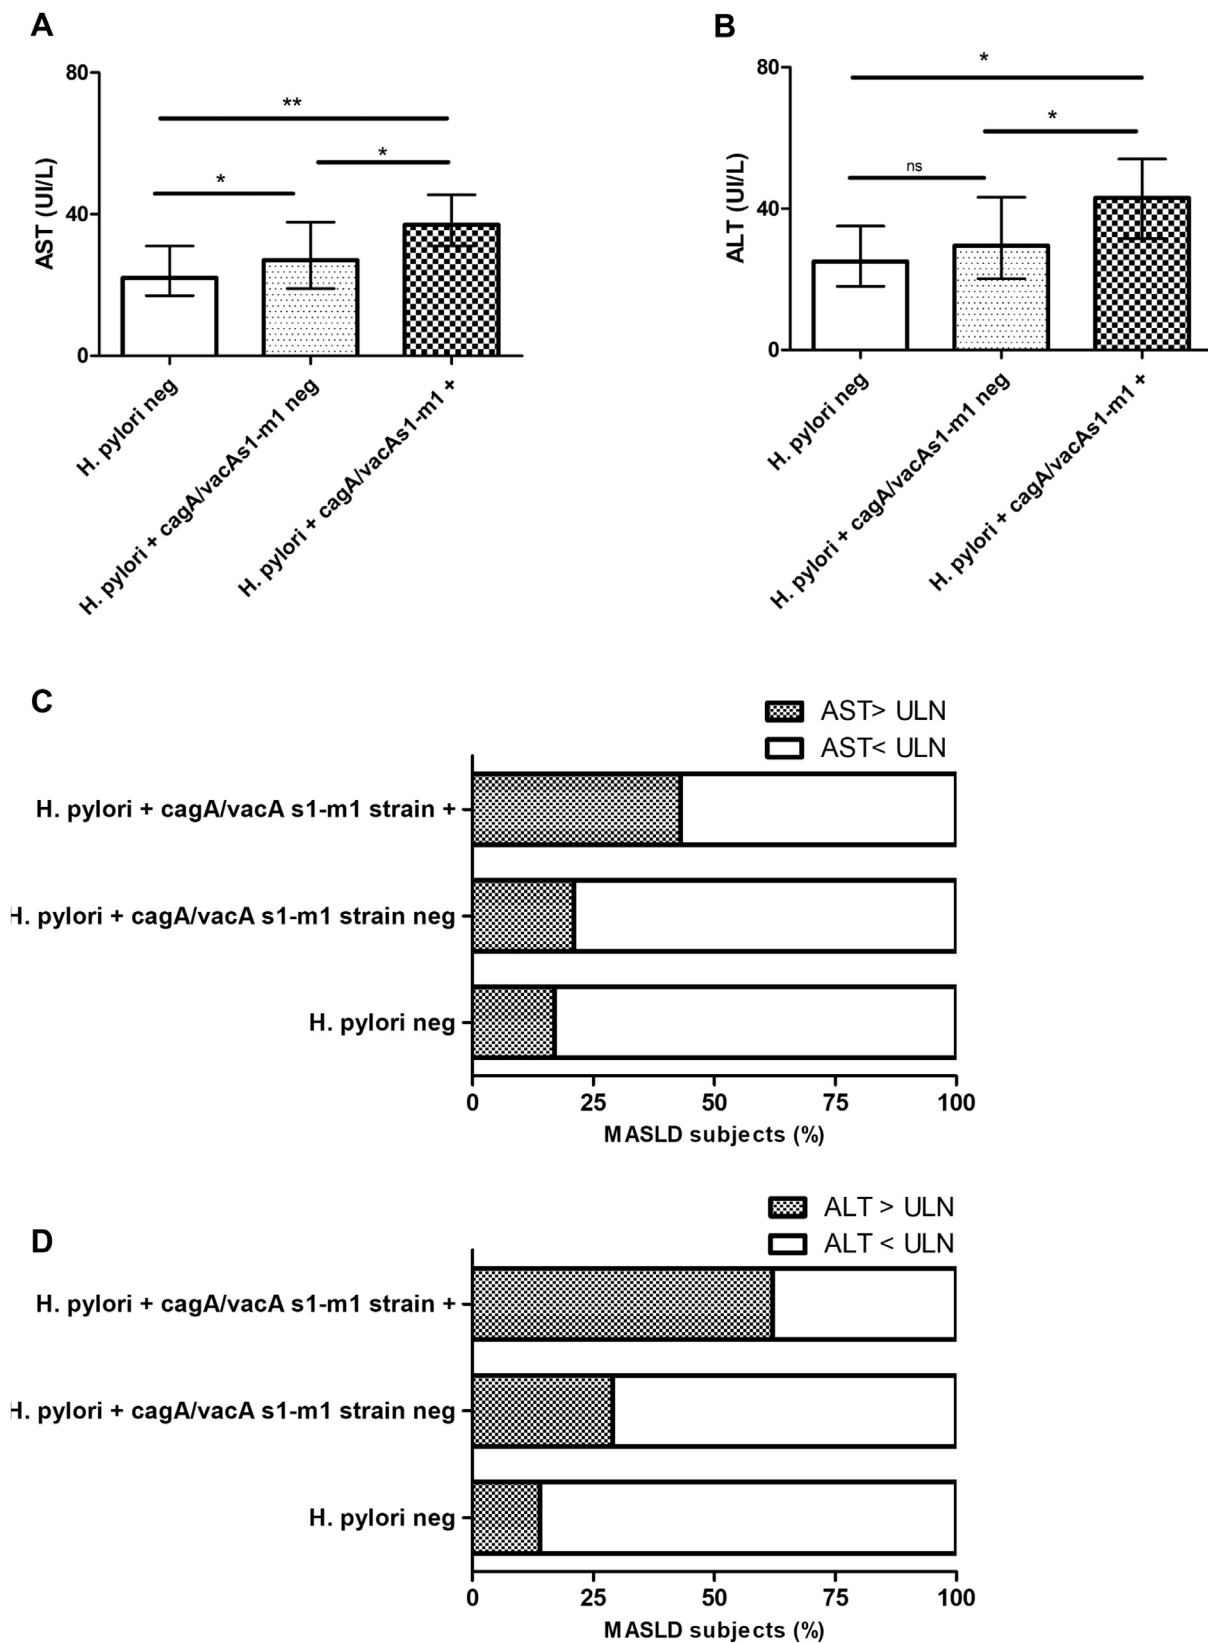 A
80
40
0
AST (UI/L)
**
*
*
H. pylori neg
H. pylori + cagA/vacAs1-m1 neg
H. pylori + cagA/vacAs1-m1 +
B
80
40
0
ALT (UI/L)
*
*
ns
H. pylori neg
H. pylori + cagA/vacAs1-m1 neg
H. pylori + cagA/vacAs1-m1 +
C
AST> ULN
AST< ULN
H. pylori + cagA/vacA s1-m1 strain +
H. pylori + cagA/vacA s1-m1 strain neg
H. pylori neg
0 25 50 75 100
MASLD subjects (%)
D
ALT > ULN
ALT < ULN
H. pylori + cagA/vacA s1-m1 strain +
H. pylori + cagA/vacA s1-m1 strain neg
H. pylori neg
0 25 50 75 100
MASLD subjects (%)